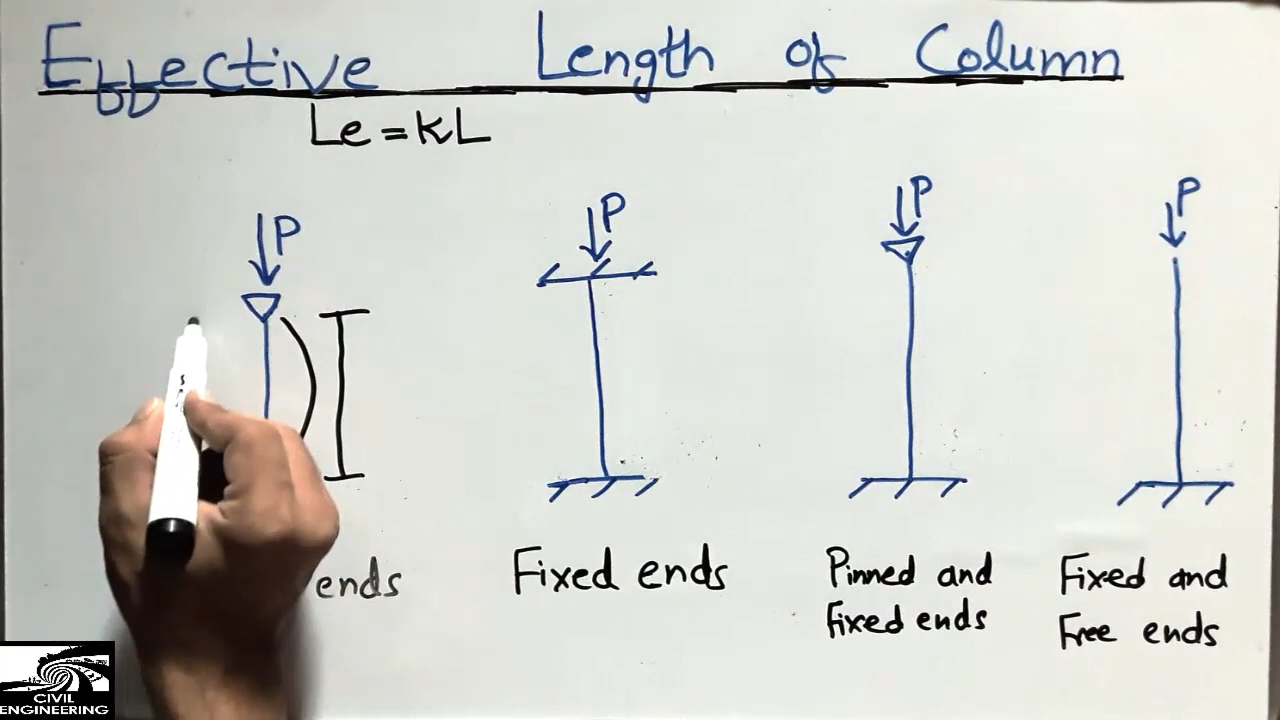 Effective Length of Column
Le = KL
P
P
P
P
ends
Fixed ends
Pinned and
Fixed ends
Fixed and
Free ends
CIVIL
ENGINEERING